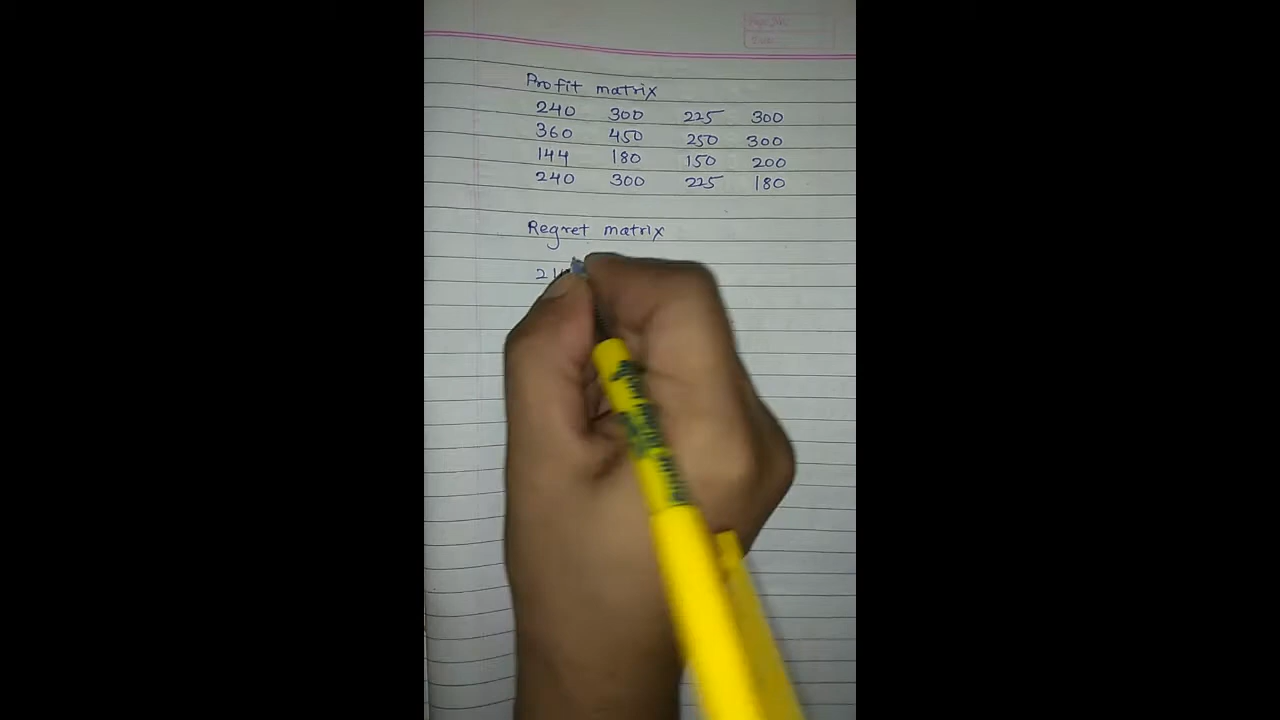 Profit matrix
240 300 225 300
360 450 250 300
144 180 150 200
240 300 225 180
Regret matrix